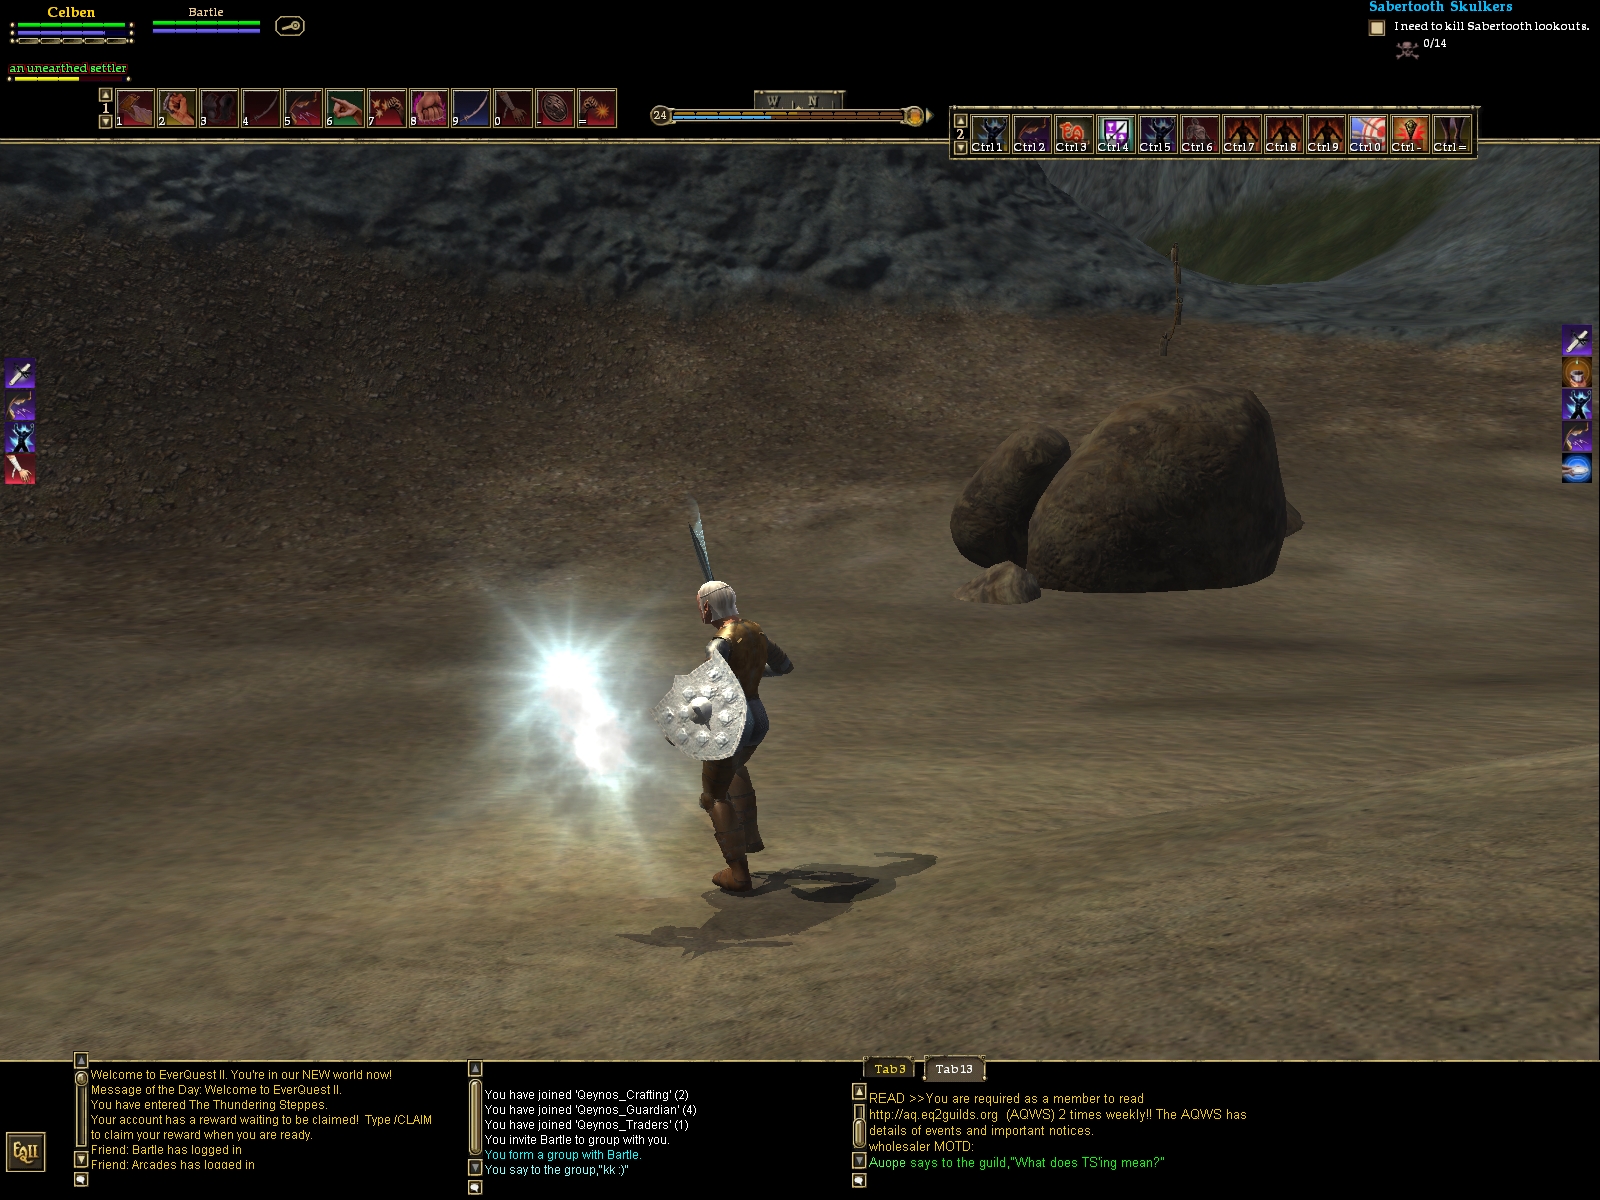 Celben
Bartle
an unearthed settler
Sabertooth Skulkers
I need to kill Sabertooth lookouts.
0/14
1
1 2 3 4 5 6 7 8 9 0 - =
24
W N
2
Ctrl1 Ctrl2 Ctrl3 Ctrl4 Ctrl5 Ctrl6 Ctrl7 Ctrl8 Ctrl9 Ctrl0 Ctrl- Ctrl=
Welcome to EverQuest II. You're in our NEW world now!
Message of the Day: Welcome to EverQuest II.
You have entered The Thundering Steppes.
Your account has a reward waiting to be claimed!  Type /CLAIM
to claim your reward when you are ready.
Friend: Bartle has logged in
Friend: Arcades has logged in
EQII
You have joined 'Qeynos_Crafting' (2)
You have joined 'Qeynos_Guardian' (4)
You have joined 'Qeynos_Traders' (1)
You invite Bartle to group with you.
You form a group with Bartle.
You say to the group,"kk :)"
Tab3 Tab13
READ >>You are required as a member to read
http://aq.eq2guilds.org  (AQWS) 2 times weekly!! The AQWS has
details of events and important notices.
wholesaler MOTD:
Auope says to the guild,"What does TS'ing mean?"